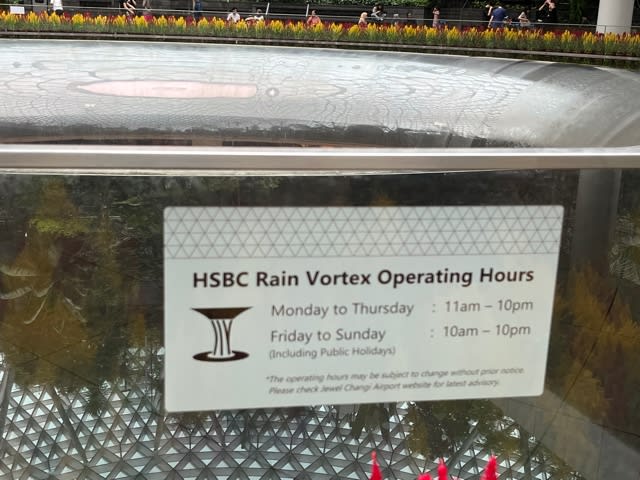 HSBC Rain Vortex Operating Hours
Monday to Thursday : 11am – 10pm
Friday to Sunday : 10am – 10pm
(Including Public Holidays)
*The operating hours may be subject to change without prior notice.
Please check Jewel Changi Airport website for latest advisory.